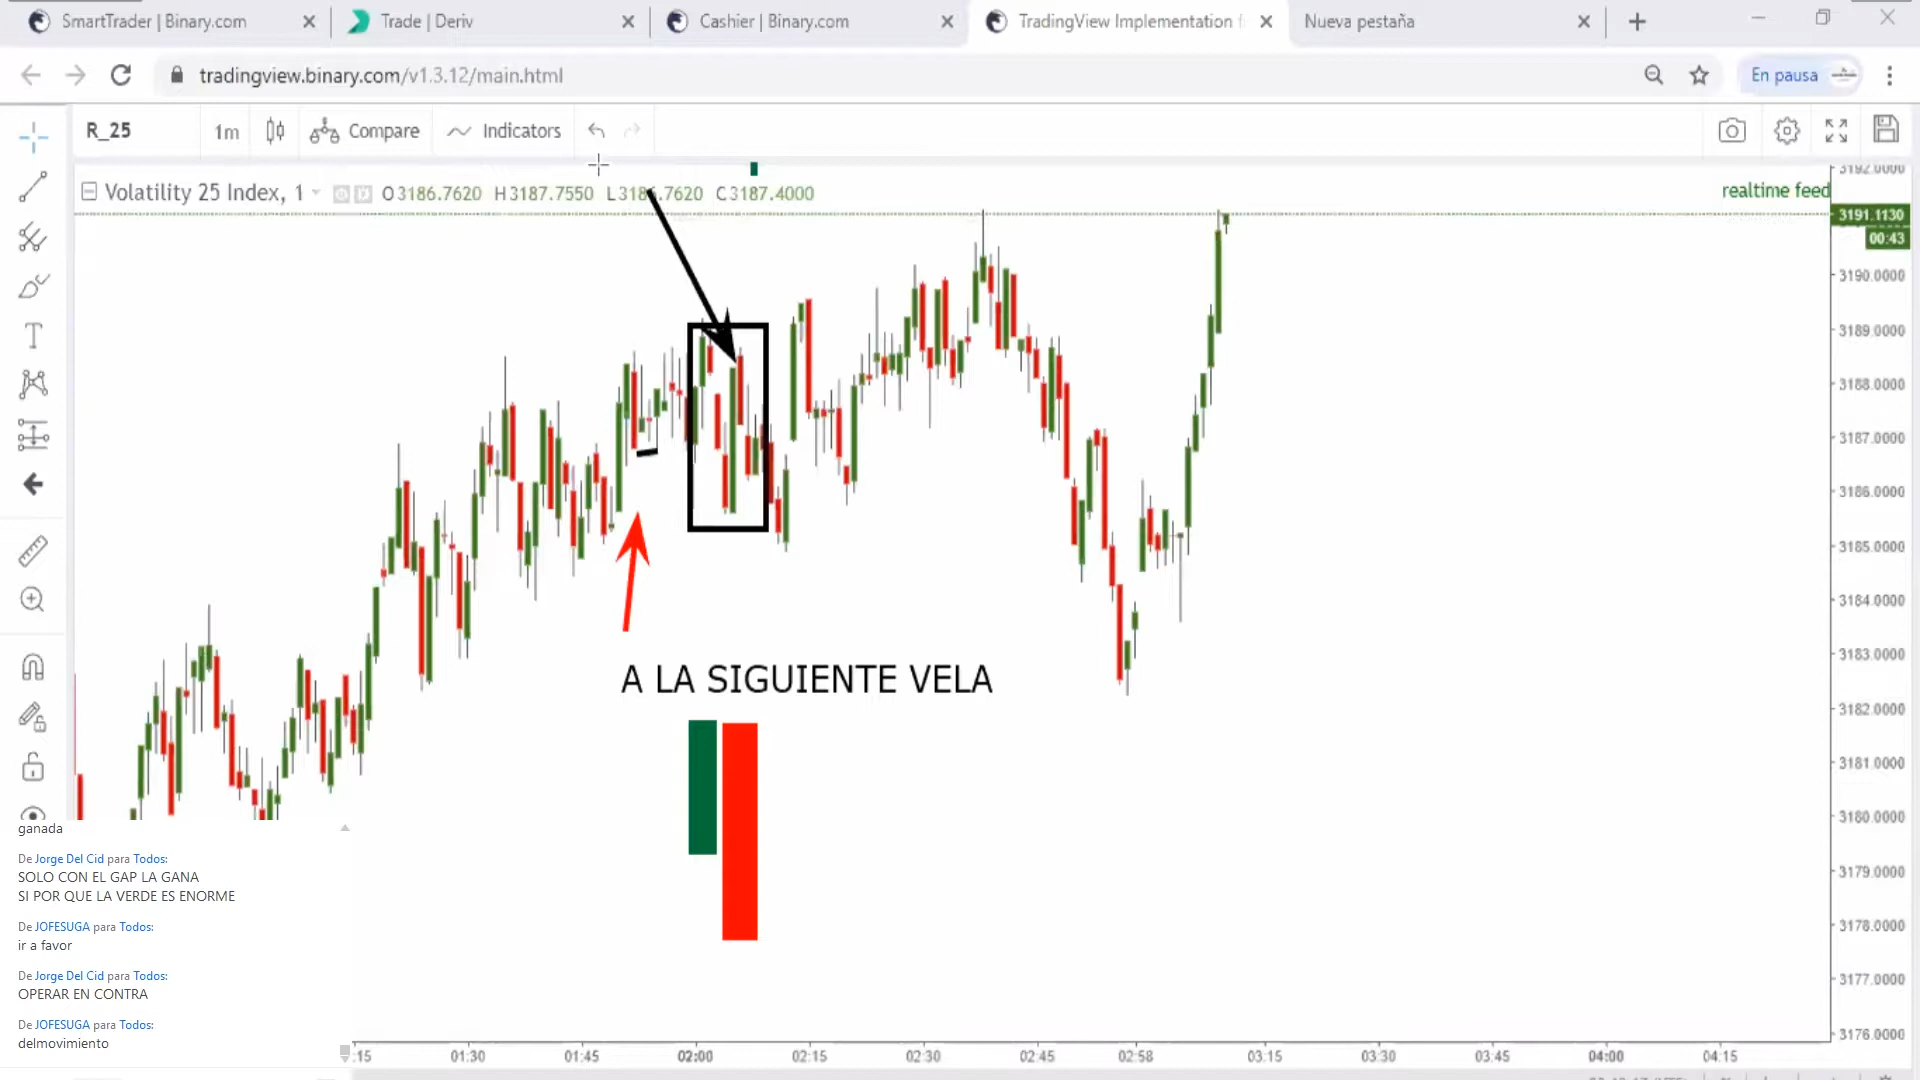 SmartTrader | Binary.com
Trade | Deriv
Cashier | Binary.com
TradingView Implementation f
Nueva pestaña
tradingview.binary.com/v1.3.12/main.html
En pausa
R_25
1m
Compare
Indicators
Volatility 25 Index, 1
O3186.7620 H3187.7550 C3187.4000
realtime feed
3192.0000
3191.1130
00:43
3190.0000
3189.0000
3188.0000
3187.0000
3186.0000
3185.0000
3184.0000
3183.0000
3182.0000
3181.0000
3180.0000
3179.0000
3178.0000
3177.0000
3176.0000
A LA SIGUIENTE VELA
ganada
De Jorge Del Cid para Todos:
SOLO CON EL GAP LA GANA
SI POR QUE LA VERDE ES ENORME
De JOFESUGA para Todos:
ir a favor
De Jorge Del Cid para Todos:
OPERAR EN CONTRA
De JOFESUGA para Todos:
delmovimiento
:15 01:30 01:45 02:00 02:15 02:30 02:45 02:58 03:15 03:30 03:45 04:00 04:15